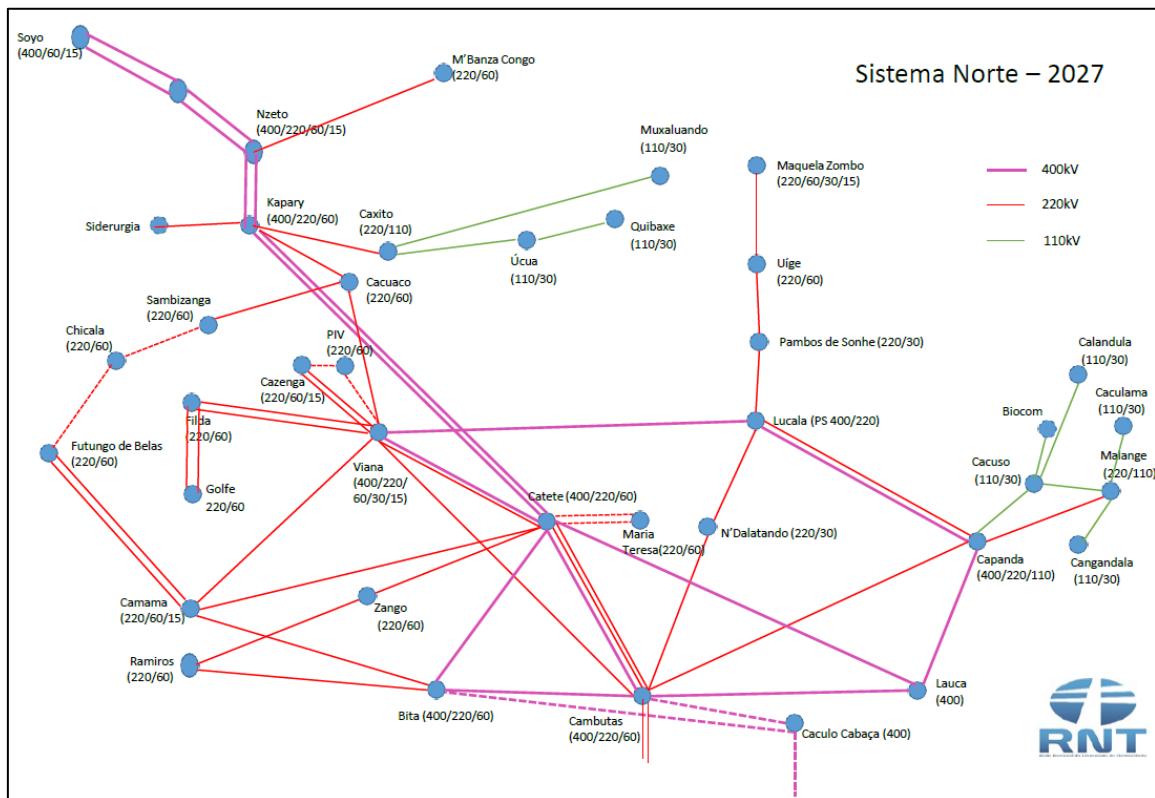 Sistema Norte – 2027
Soyo
(400/60/15)
M'Banza Congo
(220/60)
Nzeto
(400/220/60/15)
Muxaluando
(110/30)
Maquela Zombo
(220/60/30/15)
400kV
220kV
110kV
Kapary
(400/220/60)
Siderurgia
Caxito
(220/110)
Quibaxe
(110/30)
Úcua
(110/30)
Uíge
(220/60)
Cacuaco
(220/60)
Sambizanga
(220/60)
Chicala
(220/60)
PIV
(220/60)
Pambos de Sonhe (220/30)
Calandula
(110/30)
Cazenga
(220/60/15)
Caculama
(110/30)
Biocom
Filda
(220/60)
Lucala (PS 400/220)
Futungo de Belas
(220/60)
Malange
(220/110)
Cacuso
(110/30)
Viana
(400/220/
60/30/15)
Golfe
220/60
Catete (400/220/60)
Maria
Teresa(220/60)
N'Dalatando (220/30)
Capanda
(400/220/110)
Cangandala
(110/30)
Camama
(220/60/15)
Zango
(220/60)
Ramiros
(220/60)
Lauca
(400)
Bita (400/220/60)
Cambutas
(400/220/60)
Caculo Cabaça (400)
RNT